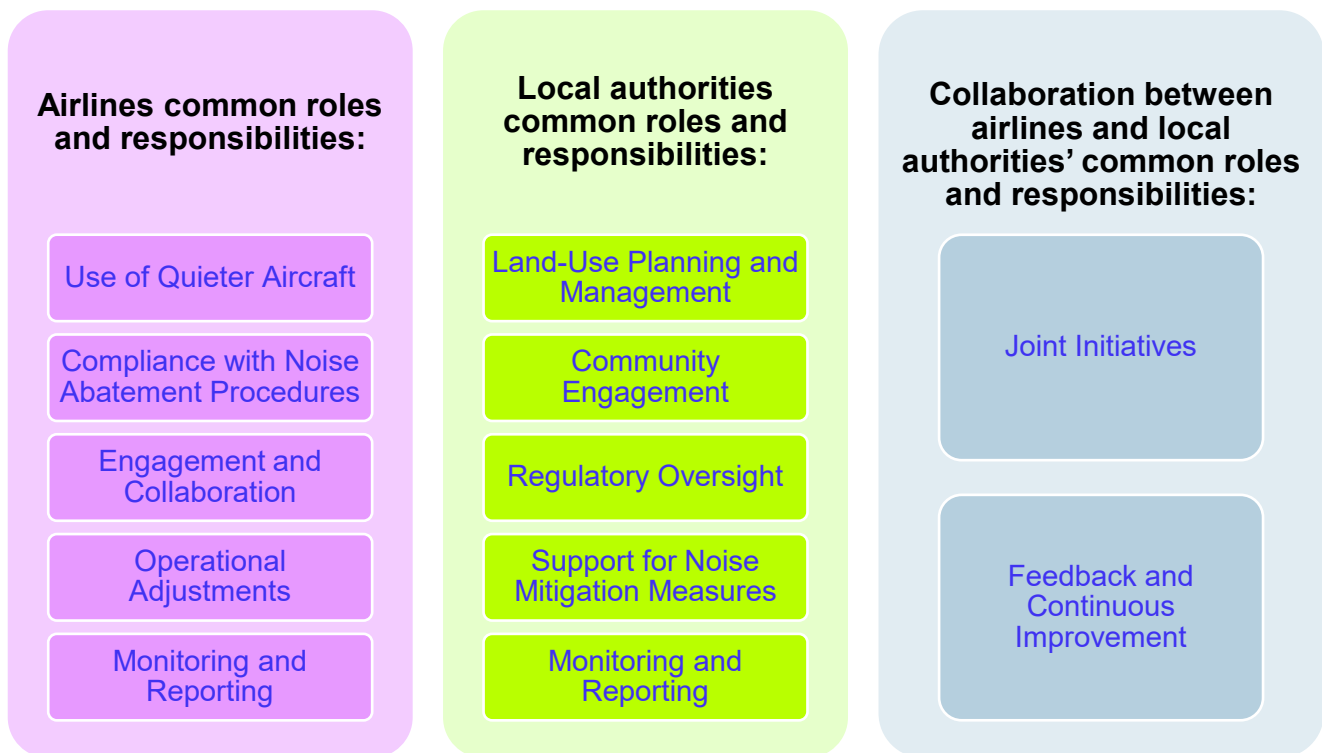 Airlines common roles
and responsibilities:
Use of Quieter Aircraft
Compliance with Noise
Abatement Procedures
Engagement and
Collaboration
Operational
Adjustments
Monitoring and
Reporting
Local authorities
common roles and
responsibilities:
Land-Use Planning and
Management
Community
Engagement
Regulatory Oversight
Support for Noise
Mitigation Measures
Monitoring and
Reporting
Collaboration between
airlines and local
authorities’ common roles
and responsibilities:
Joint Initiatives
Feedback and
Continuous
Improvement